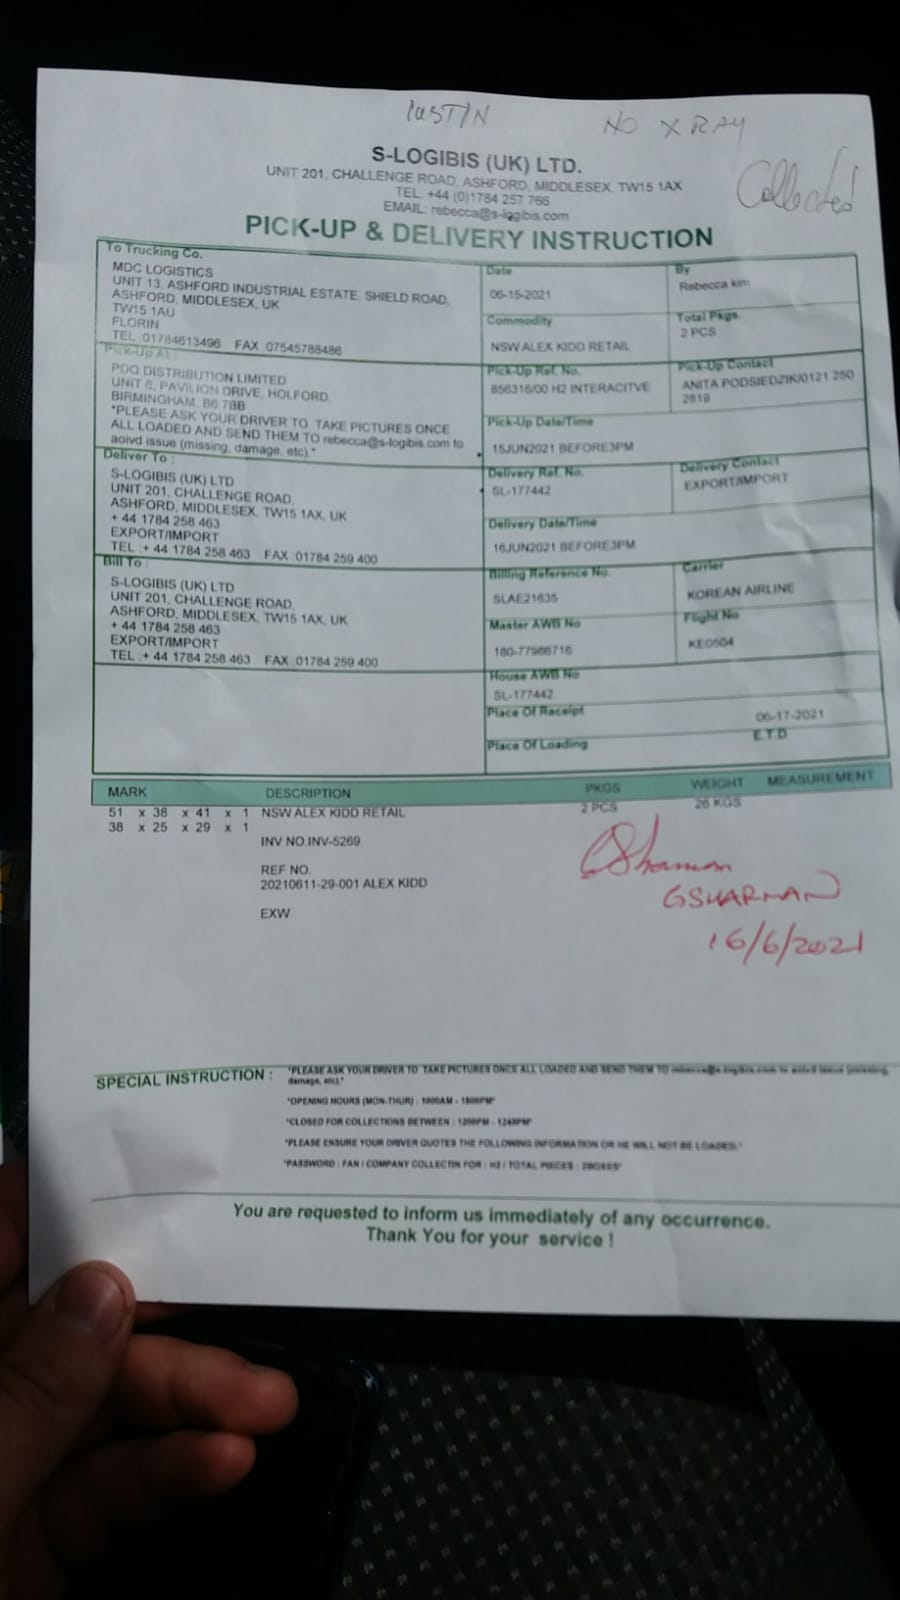 IUSTIN
NO X RAY
Collected
S-LOGIBIS (UK) LTD.
UNIT 201, CHALLENGE ROAD, ASHFORD, MIDDLESEX, TW15 1AX
TEL: +44 (0)1784 257 766
EMAIL: rebecca@s-logibis.com
PICK-UP & DELIVERY INSTRUCTION
To Trucking Co.
MDC LOGISTICS
UNIT 13, ASHFORD INDUSTRIAL ESTATE, SHIELD ROAD,
ASHFORD, MIDDLESEX, UK
TW15 1AU
FLORIN
TEL :01784613496 FAX :07545788486
Date
06-15-2021
By
Rebecca kim
Commodity
NSW ALEX KIDD RETAIL
Total Pkgs.
2 PCS
Pick-Up At :
PDQ DISTRIBUTION LIMITED
UNIT 6, PAVILION DRIVE, HOLFORD,
BIRMINGHAM, B6 7BB
*PLEASE ASK YOUR DRIVER TO TAKE PICTURES ONCE
ALL LOADED AND SEND THEM TO rebecca@s-logibis.com to
aoivd issue (missing, damage, etc).*
Pick-Up Ref. No.
856316/00 H2 INTERACITVE
Pick-Up Contact
ANITA PODSIEDZIK/0121 250
2819
Pick-Up Date/Time
15JUN2021 BEFORE3PM
Deliver To :
S-LOGIBIS (UK) LTD
UNIT 201, CHALLENGE ROAD,
ASHFORD, MIDDLESEX, TW15 1AX, UK
+ 44 1784 258 463
EXPORT/IMPORT
TEL :+ 44 1784 258 463 FAX :01784 259 400
Delivery Ref. No.
SL-177442
Delivery Contact
EXPORT/IMPORT
Delivery Date/Time
16JUN2021 BEFORE3PM
Bill To :
S-LOGIBIS (UK) LTD
UNIT 201, CHALLENGE ROAD,
ASHFORD, MIDDLESEX, TW15 1AX, UK
+ 44 1784 258 463
EXPORT/IMPORT
TEL :+ 44 1784 258 463 FAX :01784 259 400
Billing Reference No.
SLAE21635
Carrier
KOREAN AIRLINE
Master AWB No
180-77986716
Flight No
KE0504
House AWB No
SL-177442
Place Of Receipt
06-17-2021
Place Of Loading
E.T.D
MARK DESCRIPTION PKGS WEIGHT MEASUREMENT
51 x 38 x 41 x 1 NSW ALEX KIDD RETAIL 2 PCS 26 KGS
38 x 25 x 29 x 1
INV NO.INV-5269
REF NO.
20210611-29-001 ALEX KIDD
EXW
GSharman
GSHARMAN
16/6/2021
SPECIAL INSTRUCTION :
*PLEASE ASK YOUR DRIVER TO TAKE PICTURES ONCE ALL LOADED AND SEND THEM TO rebecca@s-logibis.com to aoivd issue (missing,
damage, etc).*
*OPENING HOURS (MON-THUR) : 1000AM - 1500PM*
*CLOSED FOR COLLECTIONS BETWEEN : 1200PM - 1245PM*
*PLEASE ENSURE YOUR DRIVER QUOTES THE FOLLOWING INFORMATION OR HE WILL NOT BE LOADED.*
*PASSWORD : FAN / COMPANY COLLECTIN FOR : H2 / TOTAL PIECES : 2BOXES*
You are requested to inform us immediately of any occurrence.
Thank You for your service !